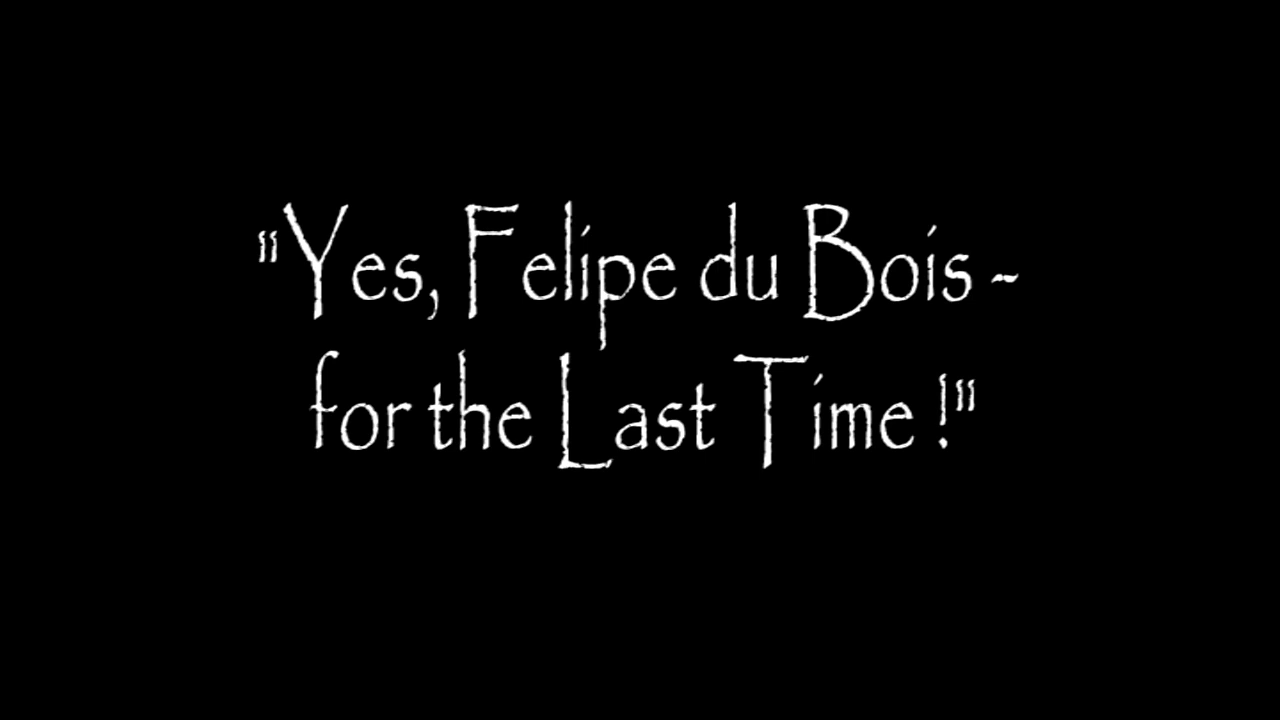 "Yes, Felipe du Bois ~
for the Last Time !"